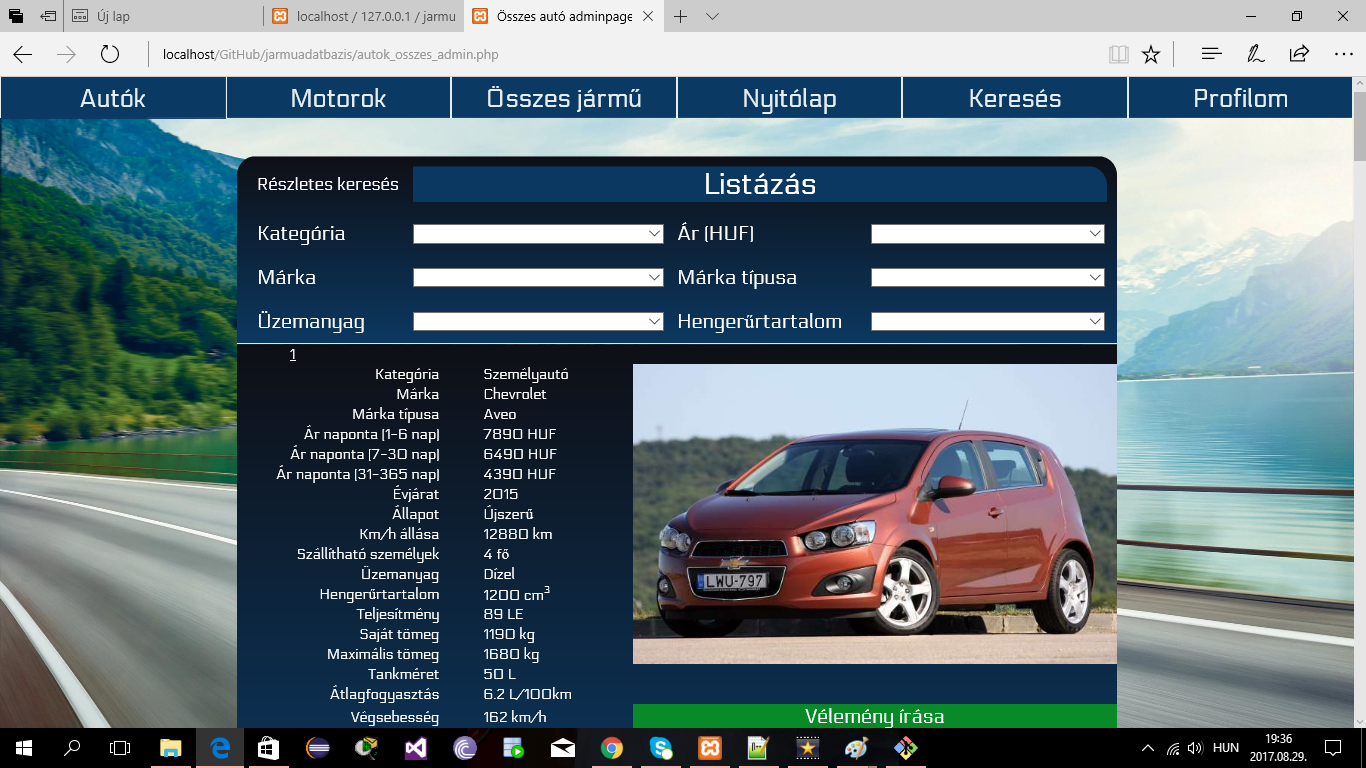 Új lap
localhost / 127.0.0.1 / jarmu
Összes autó adminpage
localhost/GitHub/jarmuadatbazis/autok_osszes_admin.php
Autók Motorok Összes jármű Nyitólap Keresés Profilom
Részletes keresés Listázás
Kategória Ár (HUF)
Márka Márka típusa
Üzemanyag Hengerűrtartalom
1
Kategória Személyautó
Márka Chevrolet
Márka típusa Aveo
Ár naponta (1-6 nap) 7890 HUF
Ár naponta (7-30 nap) 6490 HUF
Ár naponta (31-365 nap) 4390 HUF
Évjárat 2015
Állapot Újszerű
Km/h állása 12880 km
Szállítható személyek 4 fő
Üzemanyag Dízel
Hengerűrtartalom 1200 cm³
Teljesítmény 89 LE
Saját tömeg 1190 kg
Maximális tömeg 1680 kg
Tankméret 50 L
Átlagfogyasztás 6.2 L/100km
Végsebesség 162 km/h
LWU-797
Vélemény írása
HUN
19:36
2017.08.29.